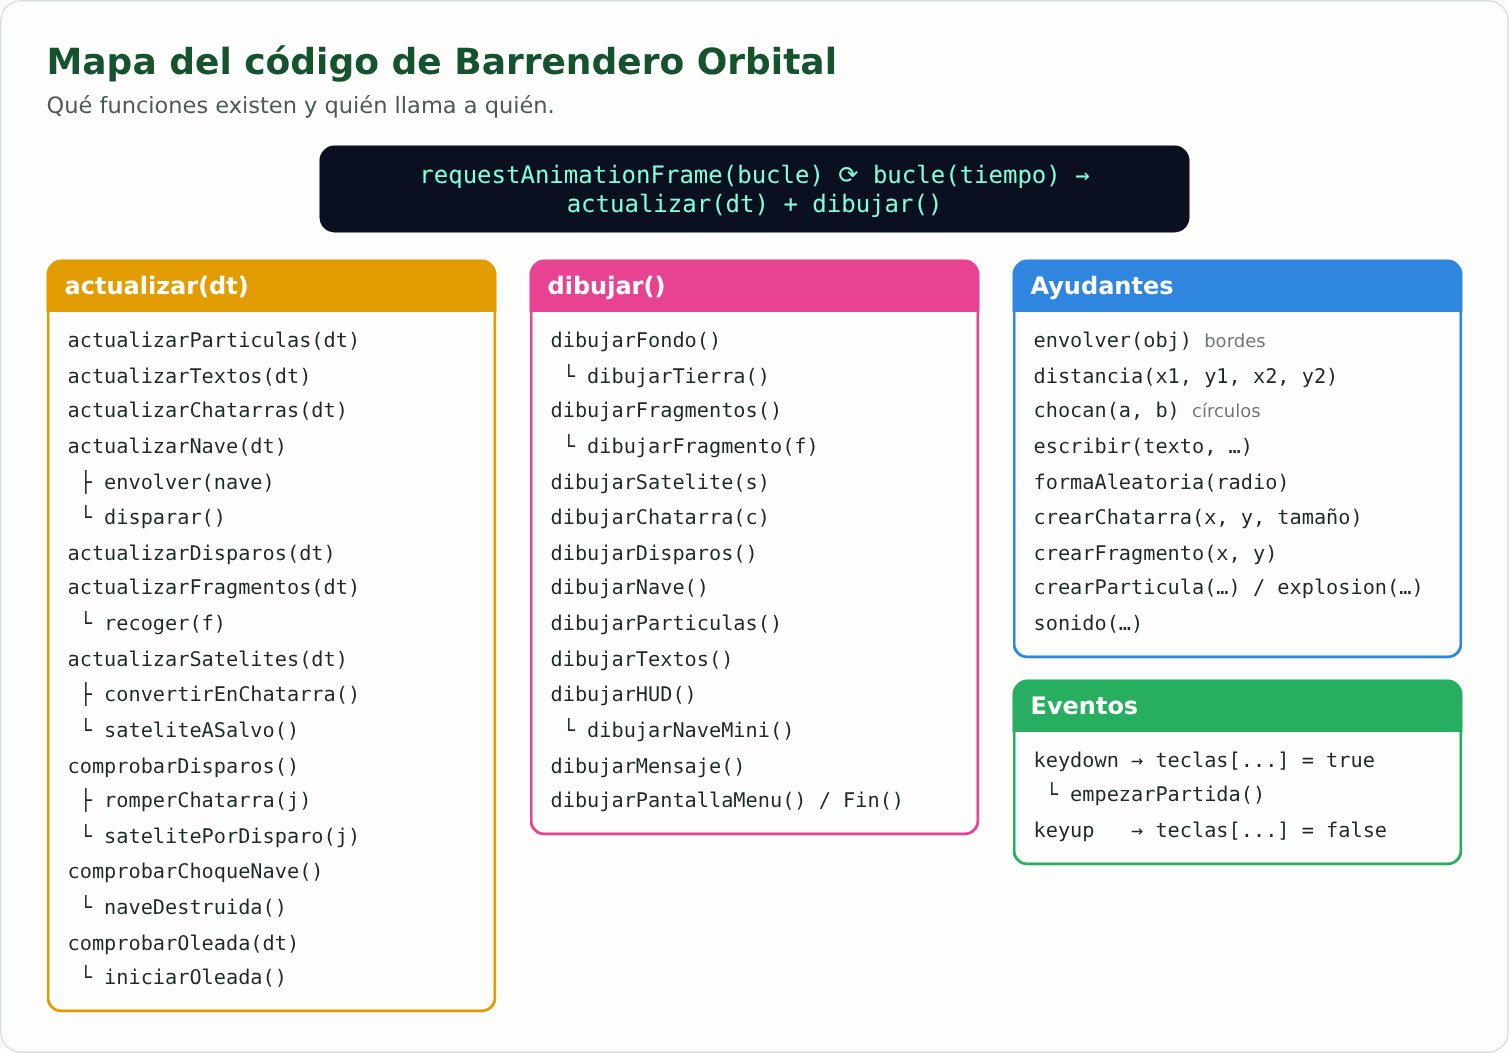 Mapa del código de Barrendero Orbital
Qué funciones existen y quién llama a quién.
requestAnimationFrame(bucle) ⟳ bucle(tiempo) →
actualizar(dt) + dibujar()
actualizar(dt)
actualizarParticulas(dt)
actualizarTextos(dt)
actualizarChatarras(dt)
actualizarNave(dt)
├ envolver(nave)
└ disparar()
actualizarDisparos(dt)
actualizarFragmentos(dt)
└ recoger(f)
actualizarSatelites(dt)
├ convertirEnChatarra()
└ sateliteASalvo()
comprobarDisparos()
├ romperChatarra(j)
└ satelitePorDisparo(j)
comprobarChoqueNave()
└ naveDestruida()
comprobarOleada(dt)
└ iniciarOleada()
dibujar()
dibujarFondo()
└ dibujarTierra()
dibujarFragmentos()
└ dibujarFragmento(f)
dibujarSatelite(s)
dibujarChatarra(c)
dibujarDisparos()
dibujarNave()
dibujarParticulas()
dibujarTextos()
dibujarHUD()
└ dibujarNaveMini()
dibujarMensaje()
dibujarPantallaMenu() / Fin()
Ayudantes
envolver(obj) bordes
distancia(x1, y1, x2, y2)
chocan(a, b) círculos
escribir(texto, …)
formaAleatoria(radio)
crearChatarra(x, y, tamaño)
crearFragmento(x, y)
crearParticula(…) / explosion(…)
sonido(…)
Eventos
keydown → teclas[...] = true
└ empezarPartida()
keyup → teclas[...] = false